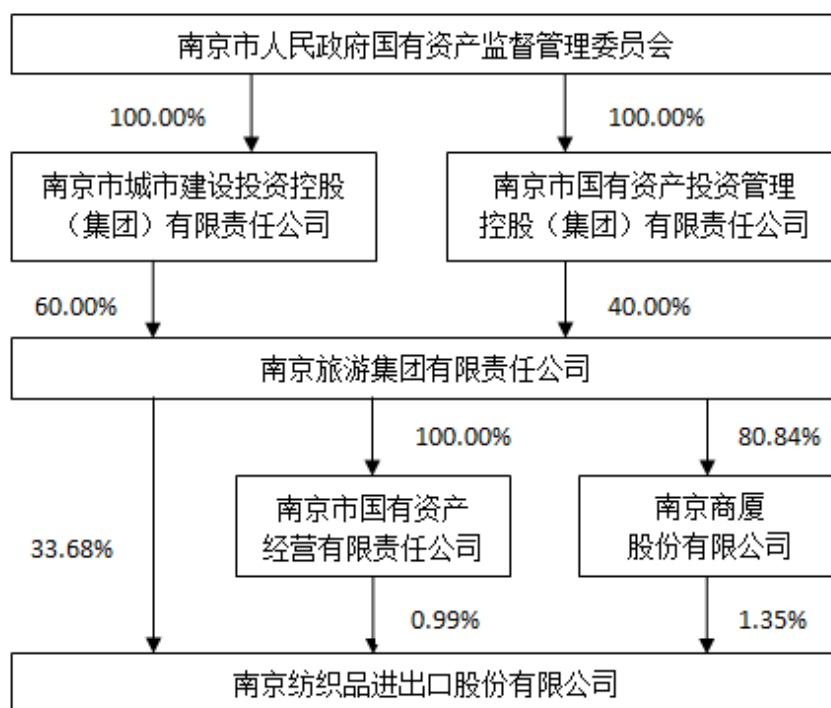 南京市人民政府国有资产监督管理委员会
100.00%
100.00%
南京市城市建设投资控股
（集团）有限责任公司
南京市国有资产投资管理
控股（集团）有限责任公司
60.00%
40.00%
南京旅游集团有限责任公司
100.00%
80.84%
33.68%
南京市国有资产
经营有限责任公司
南京商厦
股份有限公司
0.99%
1.35%
南京纺织品进出口股份有限公司